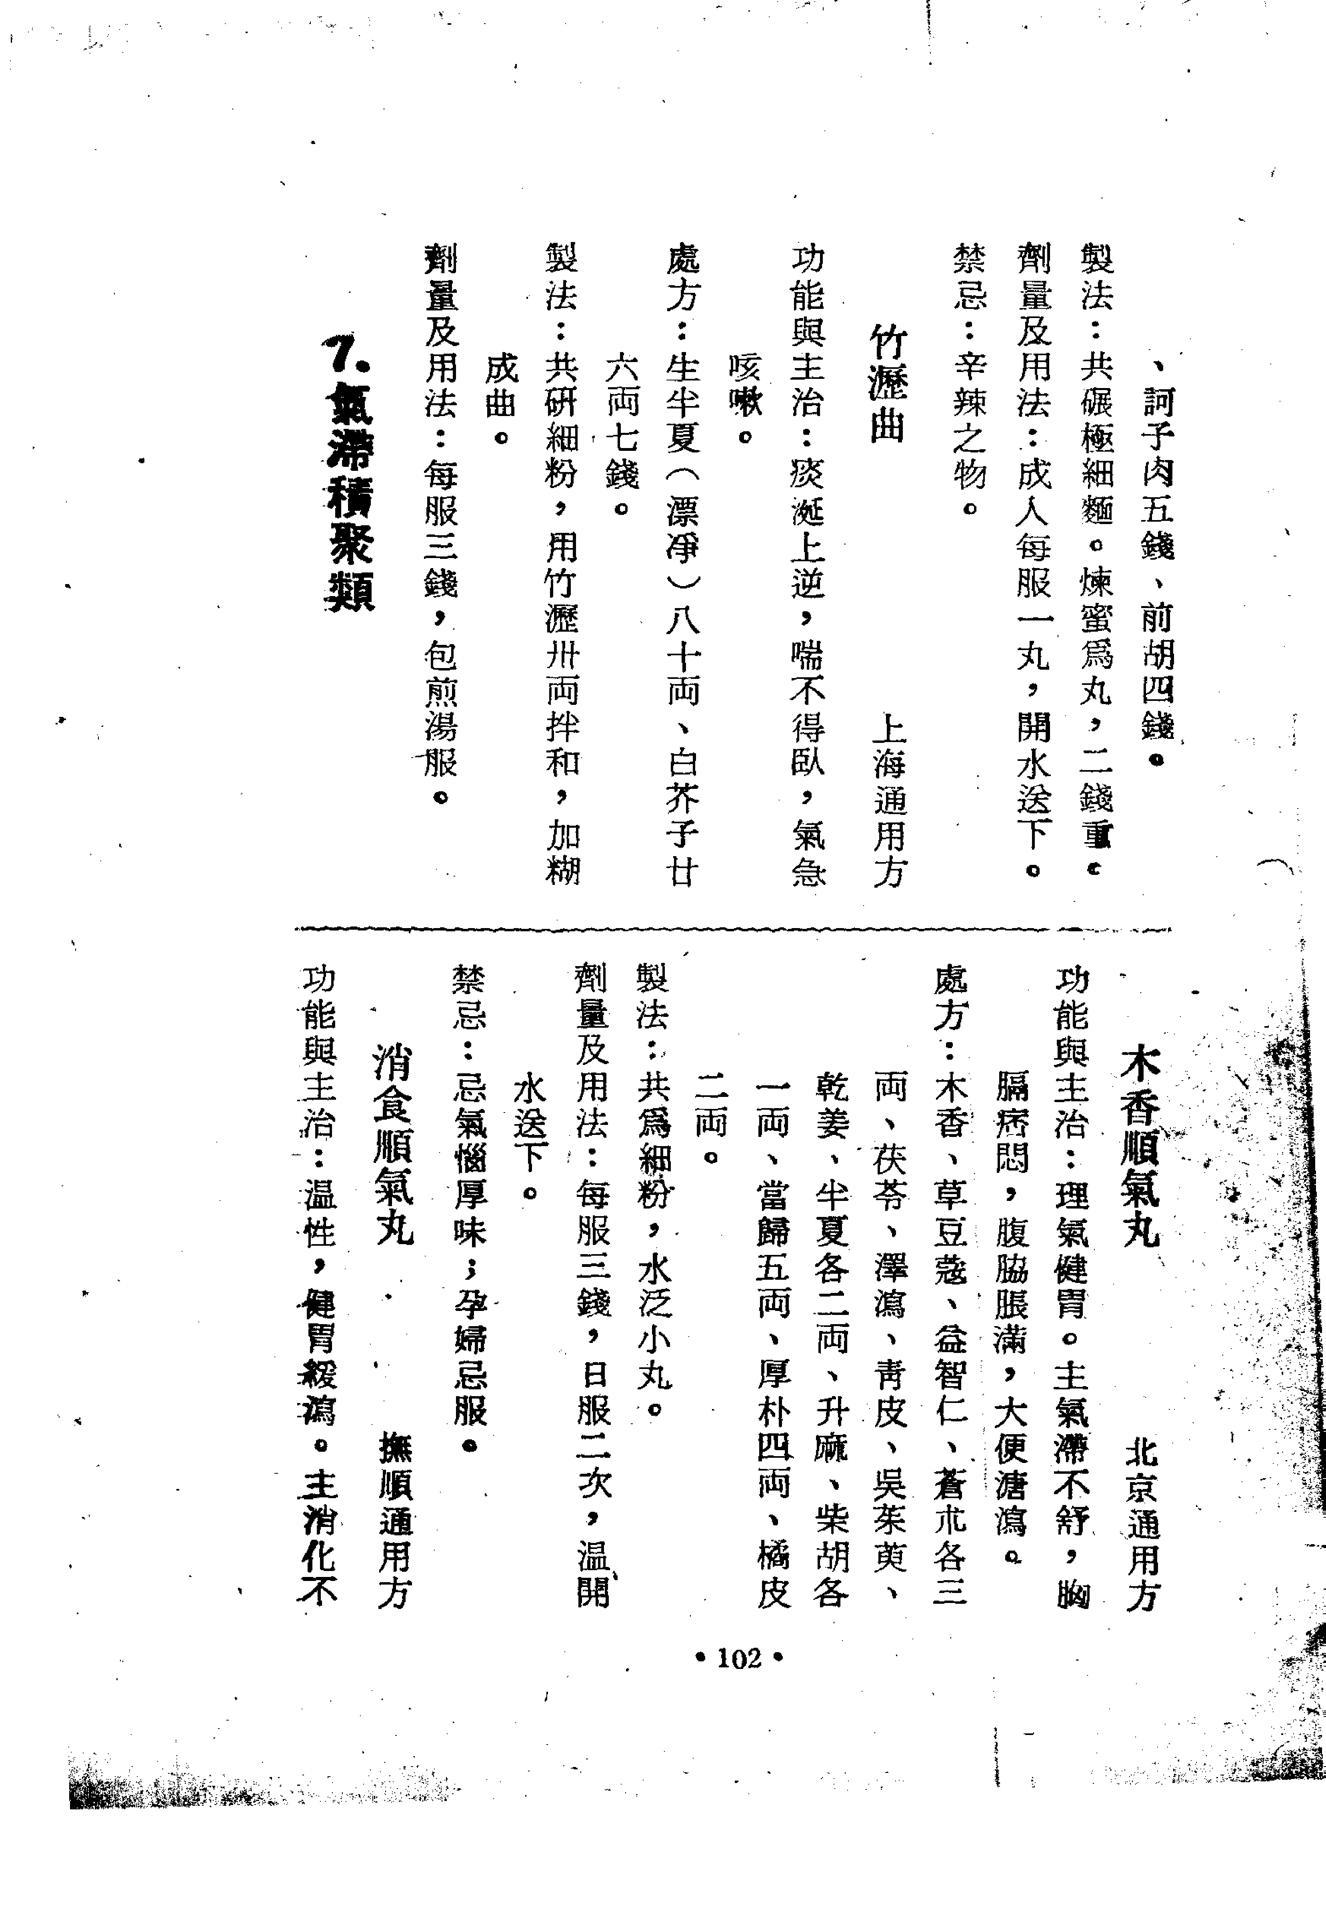 、訶子肉五錢、前胡四錢。
製法：共碾極細麵。煉蜜爲丸，二錢重。
劑量及用法：成人每服一丸，開水送下。
禁忌：辛辣之物。
竹瀝曲　上海通用方
功能與主治：痰涎上逆，喘不得臥，氣急
咳嗽。
處方：生半夏（漂净）八十両、白芥子廿
六両七錢。
製法：共研細粉，用竹瀝卅両拌和，加糊
成曲。
劑量及用法：每服三錢，包煎湯服。
7.氣滯積聚類
木香順氣丸　北京通用方
功能與主治：理氣健胃。主氣滯不舒，胸
膈痞悶，腹脇脹滿，大便溏瀉。
處方：木香、草豆蔻、益智仁、蒼朮各三
両、茯苓、澤瀉、青皮、吳茱萸、
乾姜、半夏各二両、升麻、柴胡各
一両、當歸五両、厚朴四両、橘皮
二両。
製法：共爲細粉，水泛小丸。
劑量及用法：每服三錢，日服二次，温開
水送下。
禁忌：忌氣惱厚味；孕婦忌服。
消食順氣丸　撫順通用方
功能與主治：温性，健胃緩瀉。主消化不
•102•